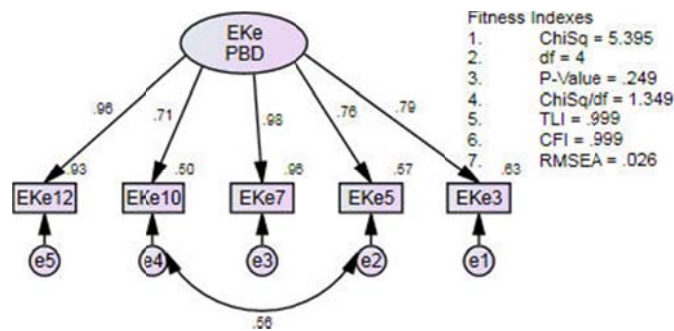 EKe
PBD
Fitness Indexes
1. ChiSq = 5.395
2. df = 4
3. P-Value = .249
4. ChiSq/df = 1.349
5. TLI = .999
6. CFI = .999
7. RMSEA = .026
.96 .71 .98 .76 .79
.93 .50 .96 .57 .63
EKe12 EKe10 EKe7 EKe5 EKe3
e5 e4 e3 e2 e1
.56